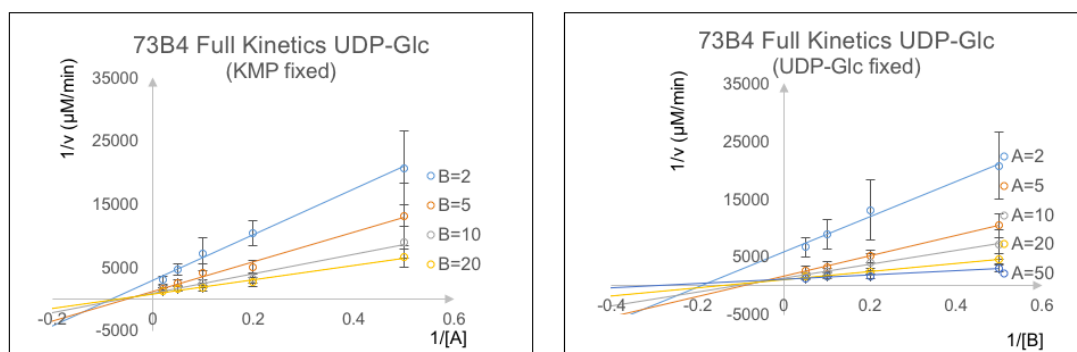 73B4 Full Kinetics UDP-Glc
(KMP fixed)
35000
25000
15000
5000
-5000
-0.2
0
0.2
0.4
0.6
1/v (µM/min)
1/[A]
B=2
B=5
B=10
B=20
73B4 Full Kinetics UDP-Glc
(UDP-Glc fixed)
35000
25000
15000
5000
-5000
-0.4
-0.2
0
0.2
0.4
0.6
1/v (µM/min)
1/[B]
A=2
A=5
A=10
A=20
A=50